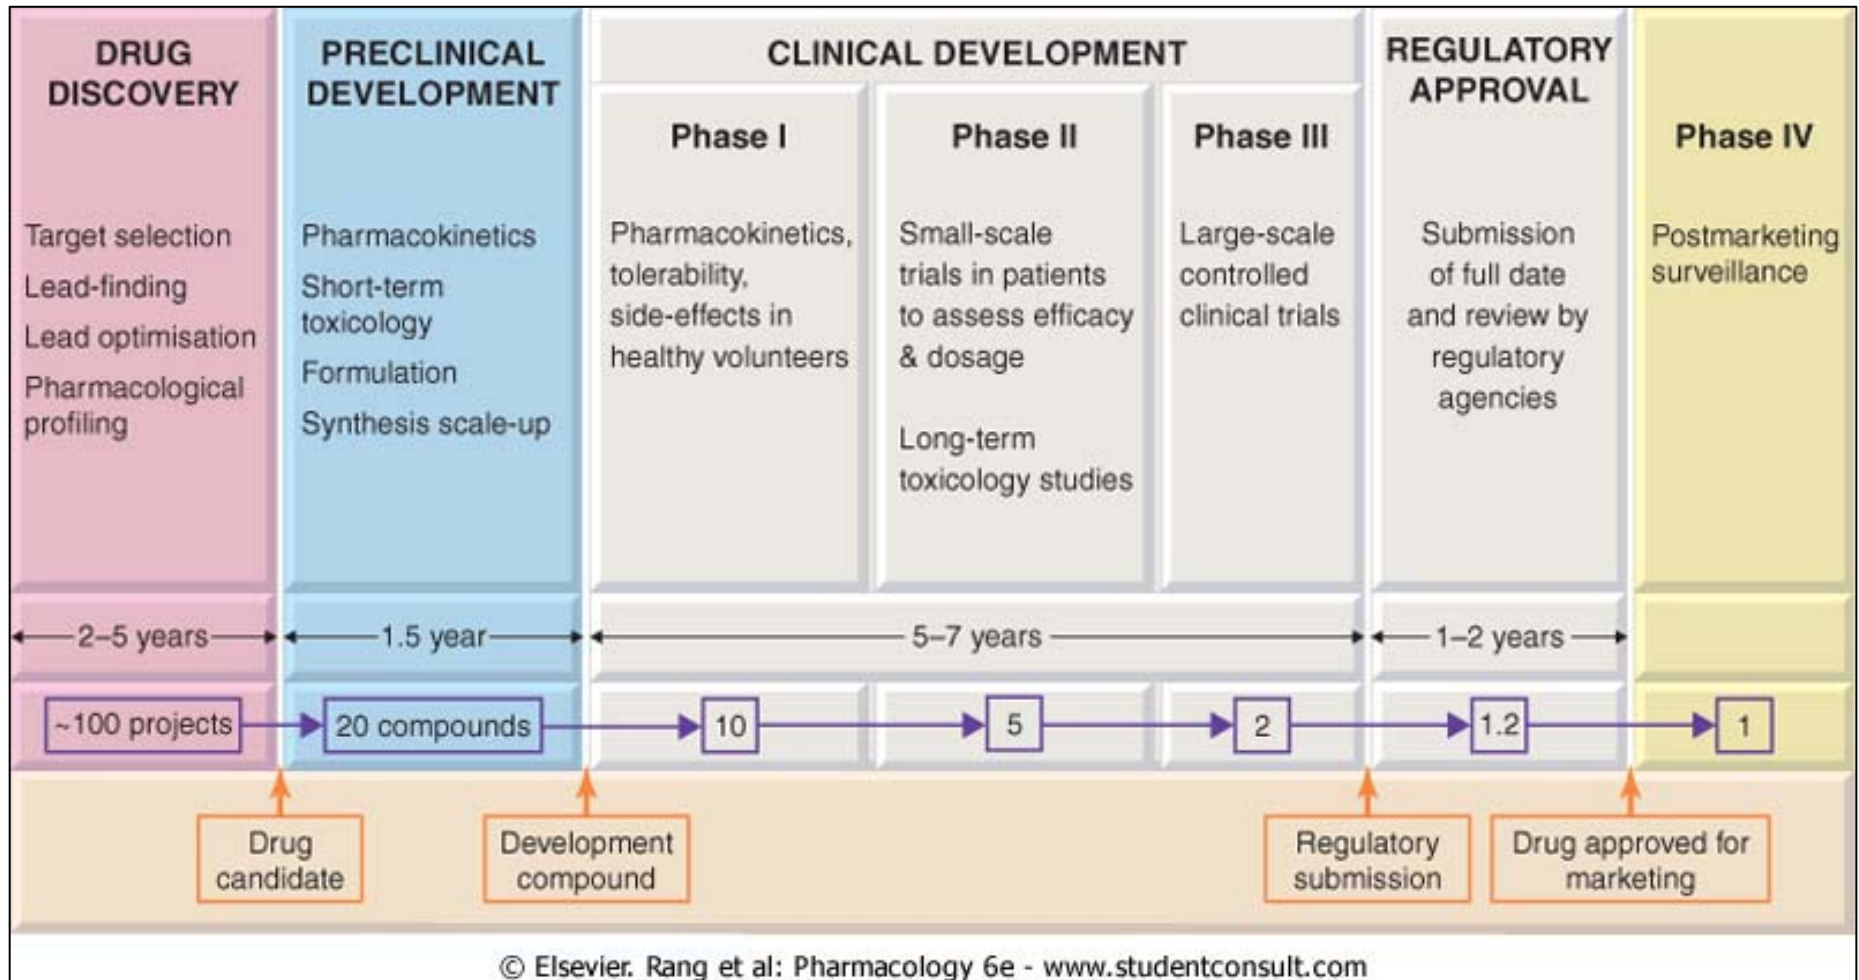 DRUG
DISCOVERY
Target selection
Lead-finding
Lead optimisation
Pharmacological
profiling
PRECLINICAL
DEVELOPMENT
Pharmacokinetics
Short-term
toxicology
Formulation
Synthesis scale-up
CLINICAL DEVELOPMENT
Phase I
Pharmacokinetics,
tolerability,
side-effects in
healthy volunteers
Phase II
Small-scale
trials in patients
to assess efficacy
& dosage
Long-term
toxicology studies
Phase III
Large-scale
controlled
clinical trials
REGULATORY
APPROVAL
Submission
of full date
and review by
regulatory
agencies
Phase IV
Postmarketing
surveillance
2–5 years
1.5 year
5–7 years
1–2 years
~100 projects
20 compounds
10
5
2
1.2
1
Drug
candidate
Development
compound
Regulatory
submission
Drug approved for
marketing
© Elsevier. Rang et al: Pharmacology 6e - www.studentconsult.com